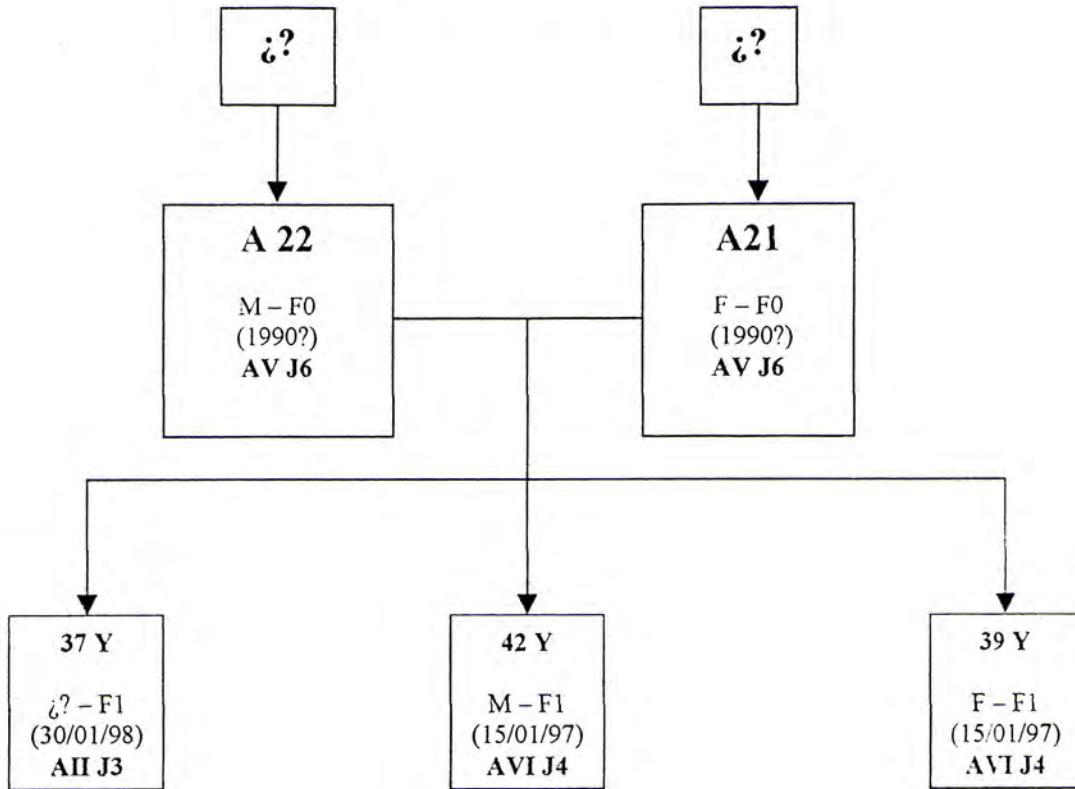 ¿?
¿?
A 22
M – F0
(1990?)
AV J6
A21
F – F0
(1990?)
AV J6
37 Y
¿? – F1
(30/01/98)
AII J3
42 Y
M – F1
(15/01/97)
AVI J4
39 Y
F – F1
(15/01/97)
AVI J4